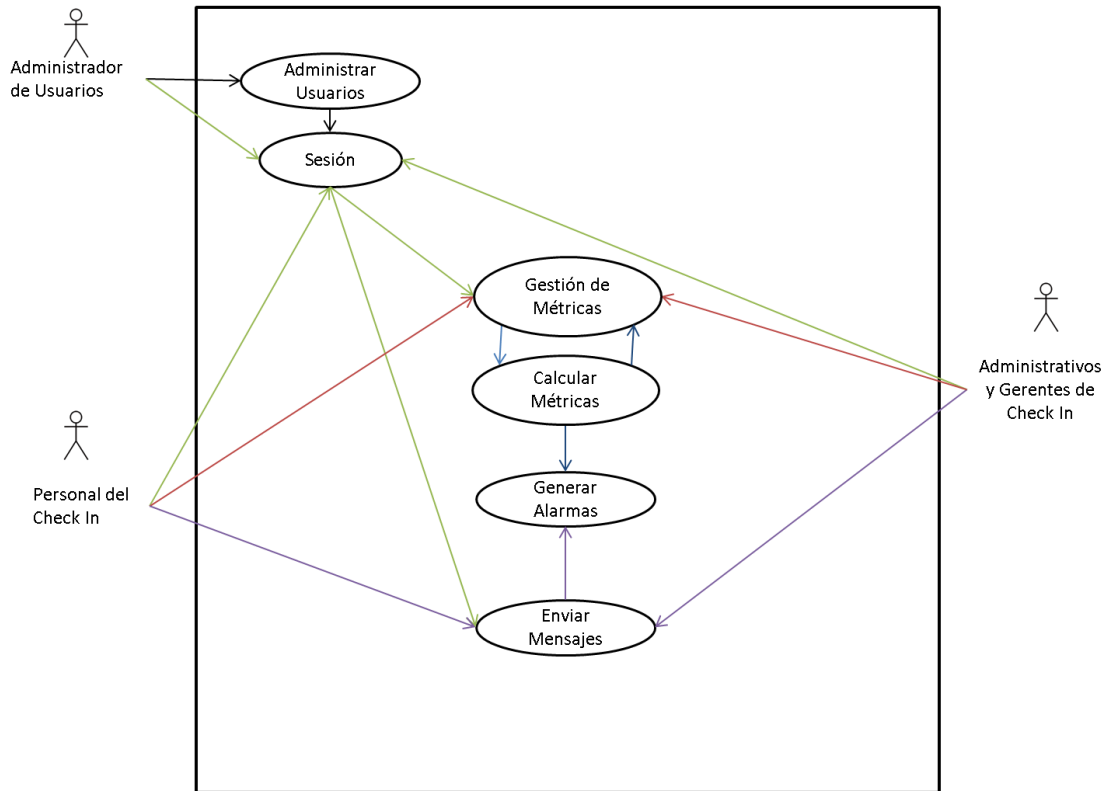 Administrador
de Usuarios
Administrar
Usuarios
Sesión
Gestión de
Métricas
Calcular
Métricas
Administrativos
y Gerentes de
Check In
Generar
Alarmas
Personal del
Check In
Enviar
Mensajes